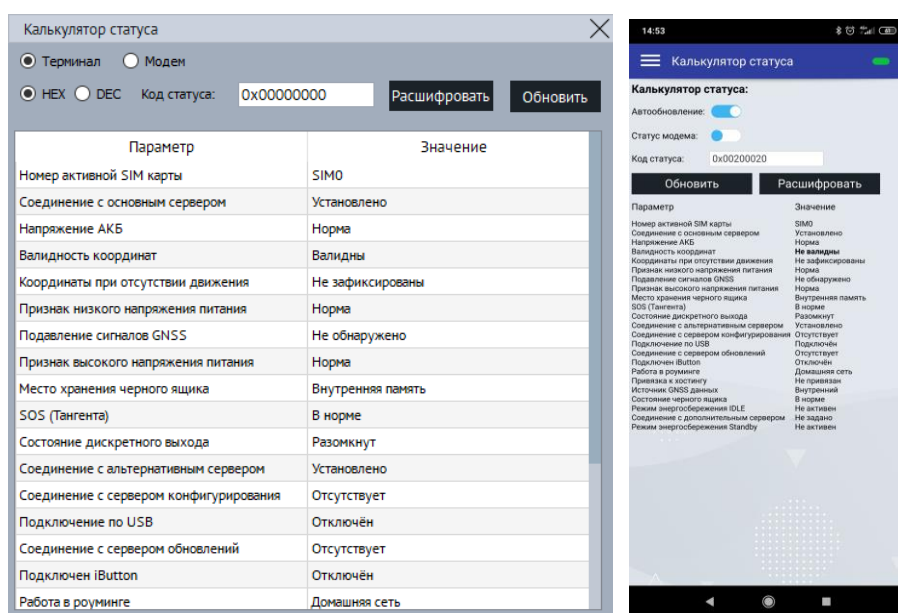 Калькулятор статуса
Терминал Модем
HEX DEC Код статуса: 0x00000000 Расшифровать Обновить
Параметр Значение
Номер активной SIM карты SIM0
Соединение с основным сервером Установлено
Напряжение АКБ Норма
Валидность координат Валидны
Координаты при отсутствии движения Не зафиксированы
Признак низкого напряжения питания Норма
Подавление сигналов GNSS Не обнаружено
Признак высокого напряжения питания Норма
Место хранения черного ящика Внутренняя память
SOS (Тангента) В норме
Состояние дискретного выхода Разомкнут
Соединение с альтернативным сервером Установлено
Соединение с сервером конфигурирования Отсутствует
Подключение по USB Отключён
Соединение с сервером обновлений Отсутствует
Подключен iButton Отключён
Работа в роуминге Домашняя сеть
14:53
Калькулятор статуса
Калькулятор статуса:
Автообновление:
Статус модема:
Код статуса: 0x00200020
Обновить Расшифровать
Параметр Значение
Номер активной SIM карты SIM0
Соединение с основным сервером Установлено
Напряжение АКБ Норма
Валидность координат Не валидны
Координаты при отсутствии движения Не зафиксированы
Признак низкого напряжения питания Норма
Подавление сигналов GNSS Не обнаружено
Признак высокого напряжения питания Норма
Место хранения черного ящика Внутренняя память
SOS (Тангента) В норме
Состояние дискретного выхода Разомкнут
Соединение с альтернативным сервером Установлено
Соединение с сервером конфигурирования Отсутствует
Подключение по USB Подключён
Соединение с сервером обновлений Отсутствует
Подключен iButton Отключён
Работа в роуминге Домашняя сеть
Привязка к хостингу Не привязан
Источник GNSS данных Внутренний
Состояние черного ящика В норме
Режим энергосбережения IDLE Не активен
Соединение с дополнительным сервером Не задано
Режим энергосбережения Standby Не активен